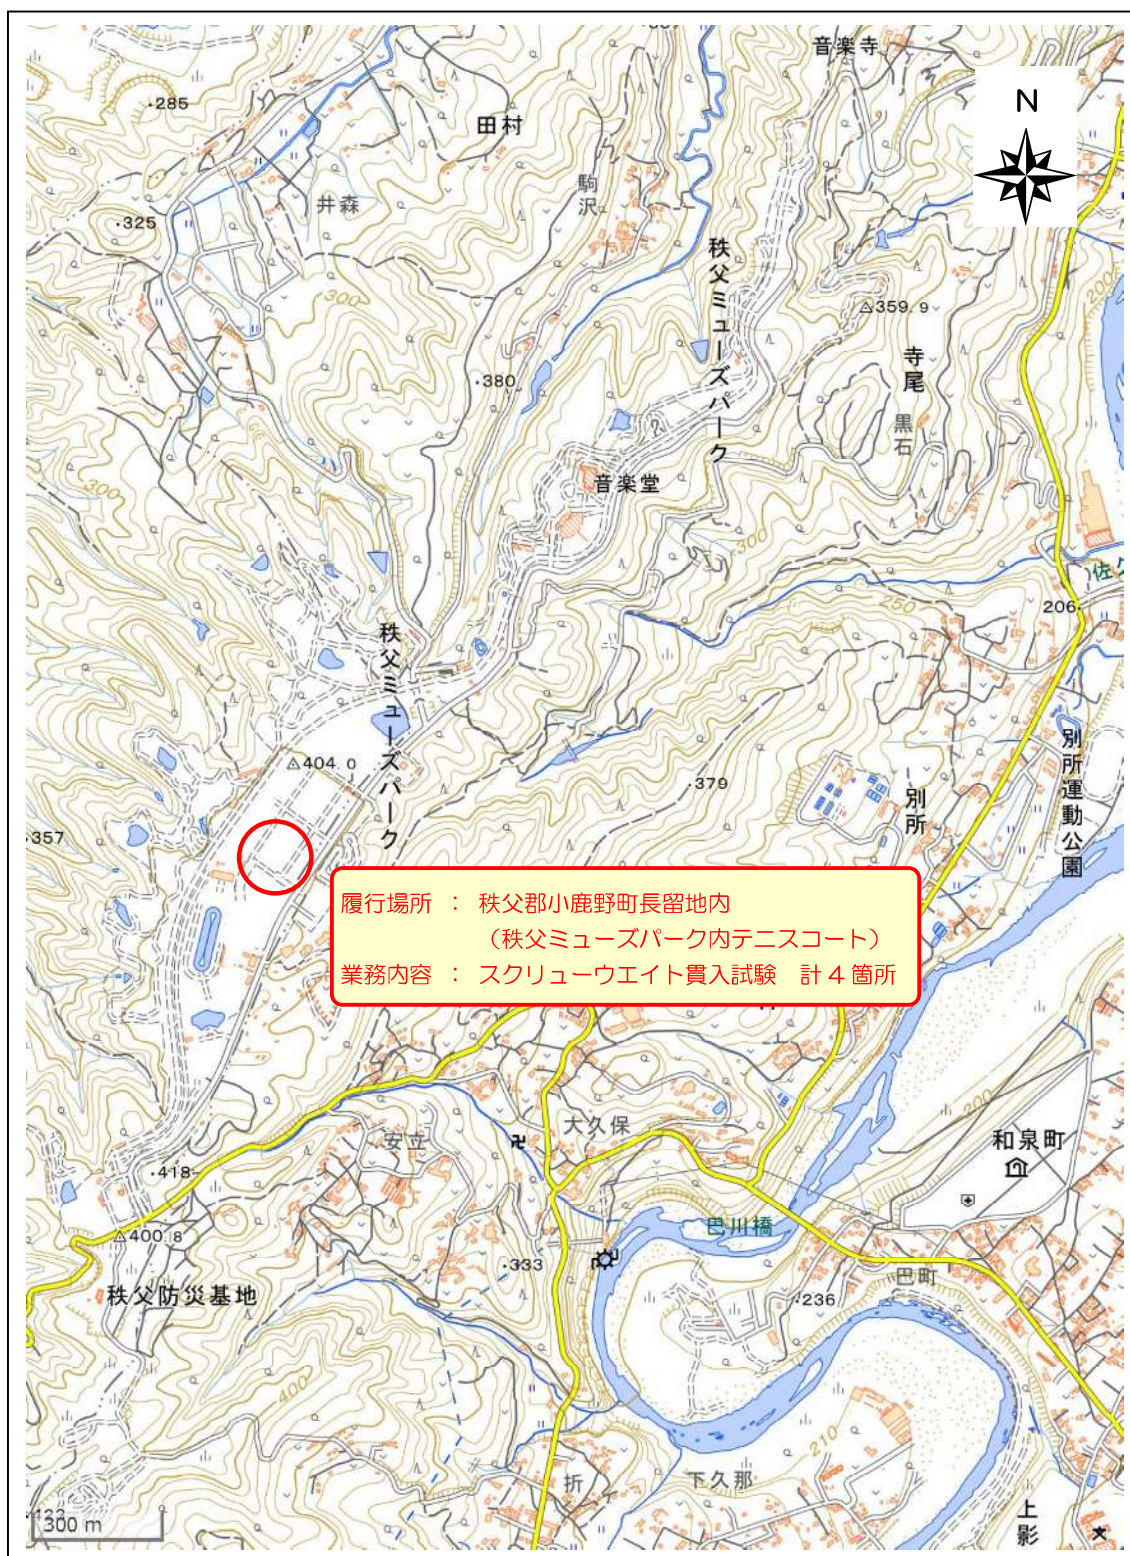 音楽寺
N
・285
田村
駒沢
井森
・325
秩父ミューズパーク
300
200
△359.9
寺尾
・380
黒石
300
音楽堂
300
佐久
250
206・
秩父ミューズパーク
別所運動公園
△404.0
・379
別所
・357
履行場所 ： 秩父郡小鹿野町長留地内
（秩父ミューズパーク内テニスコート）
業務内容 ： スクリューウエイト貫入試験 計４箇所
200
大久保
安立
和泉町
・418
巴川橋
△400.8
・333
巴町
秩父防災基地
・236
400
210
折
下久那
上影
300 m